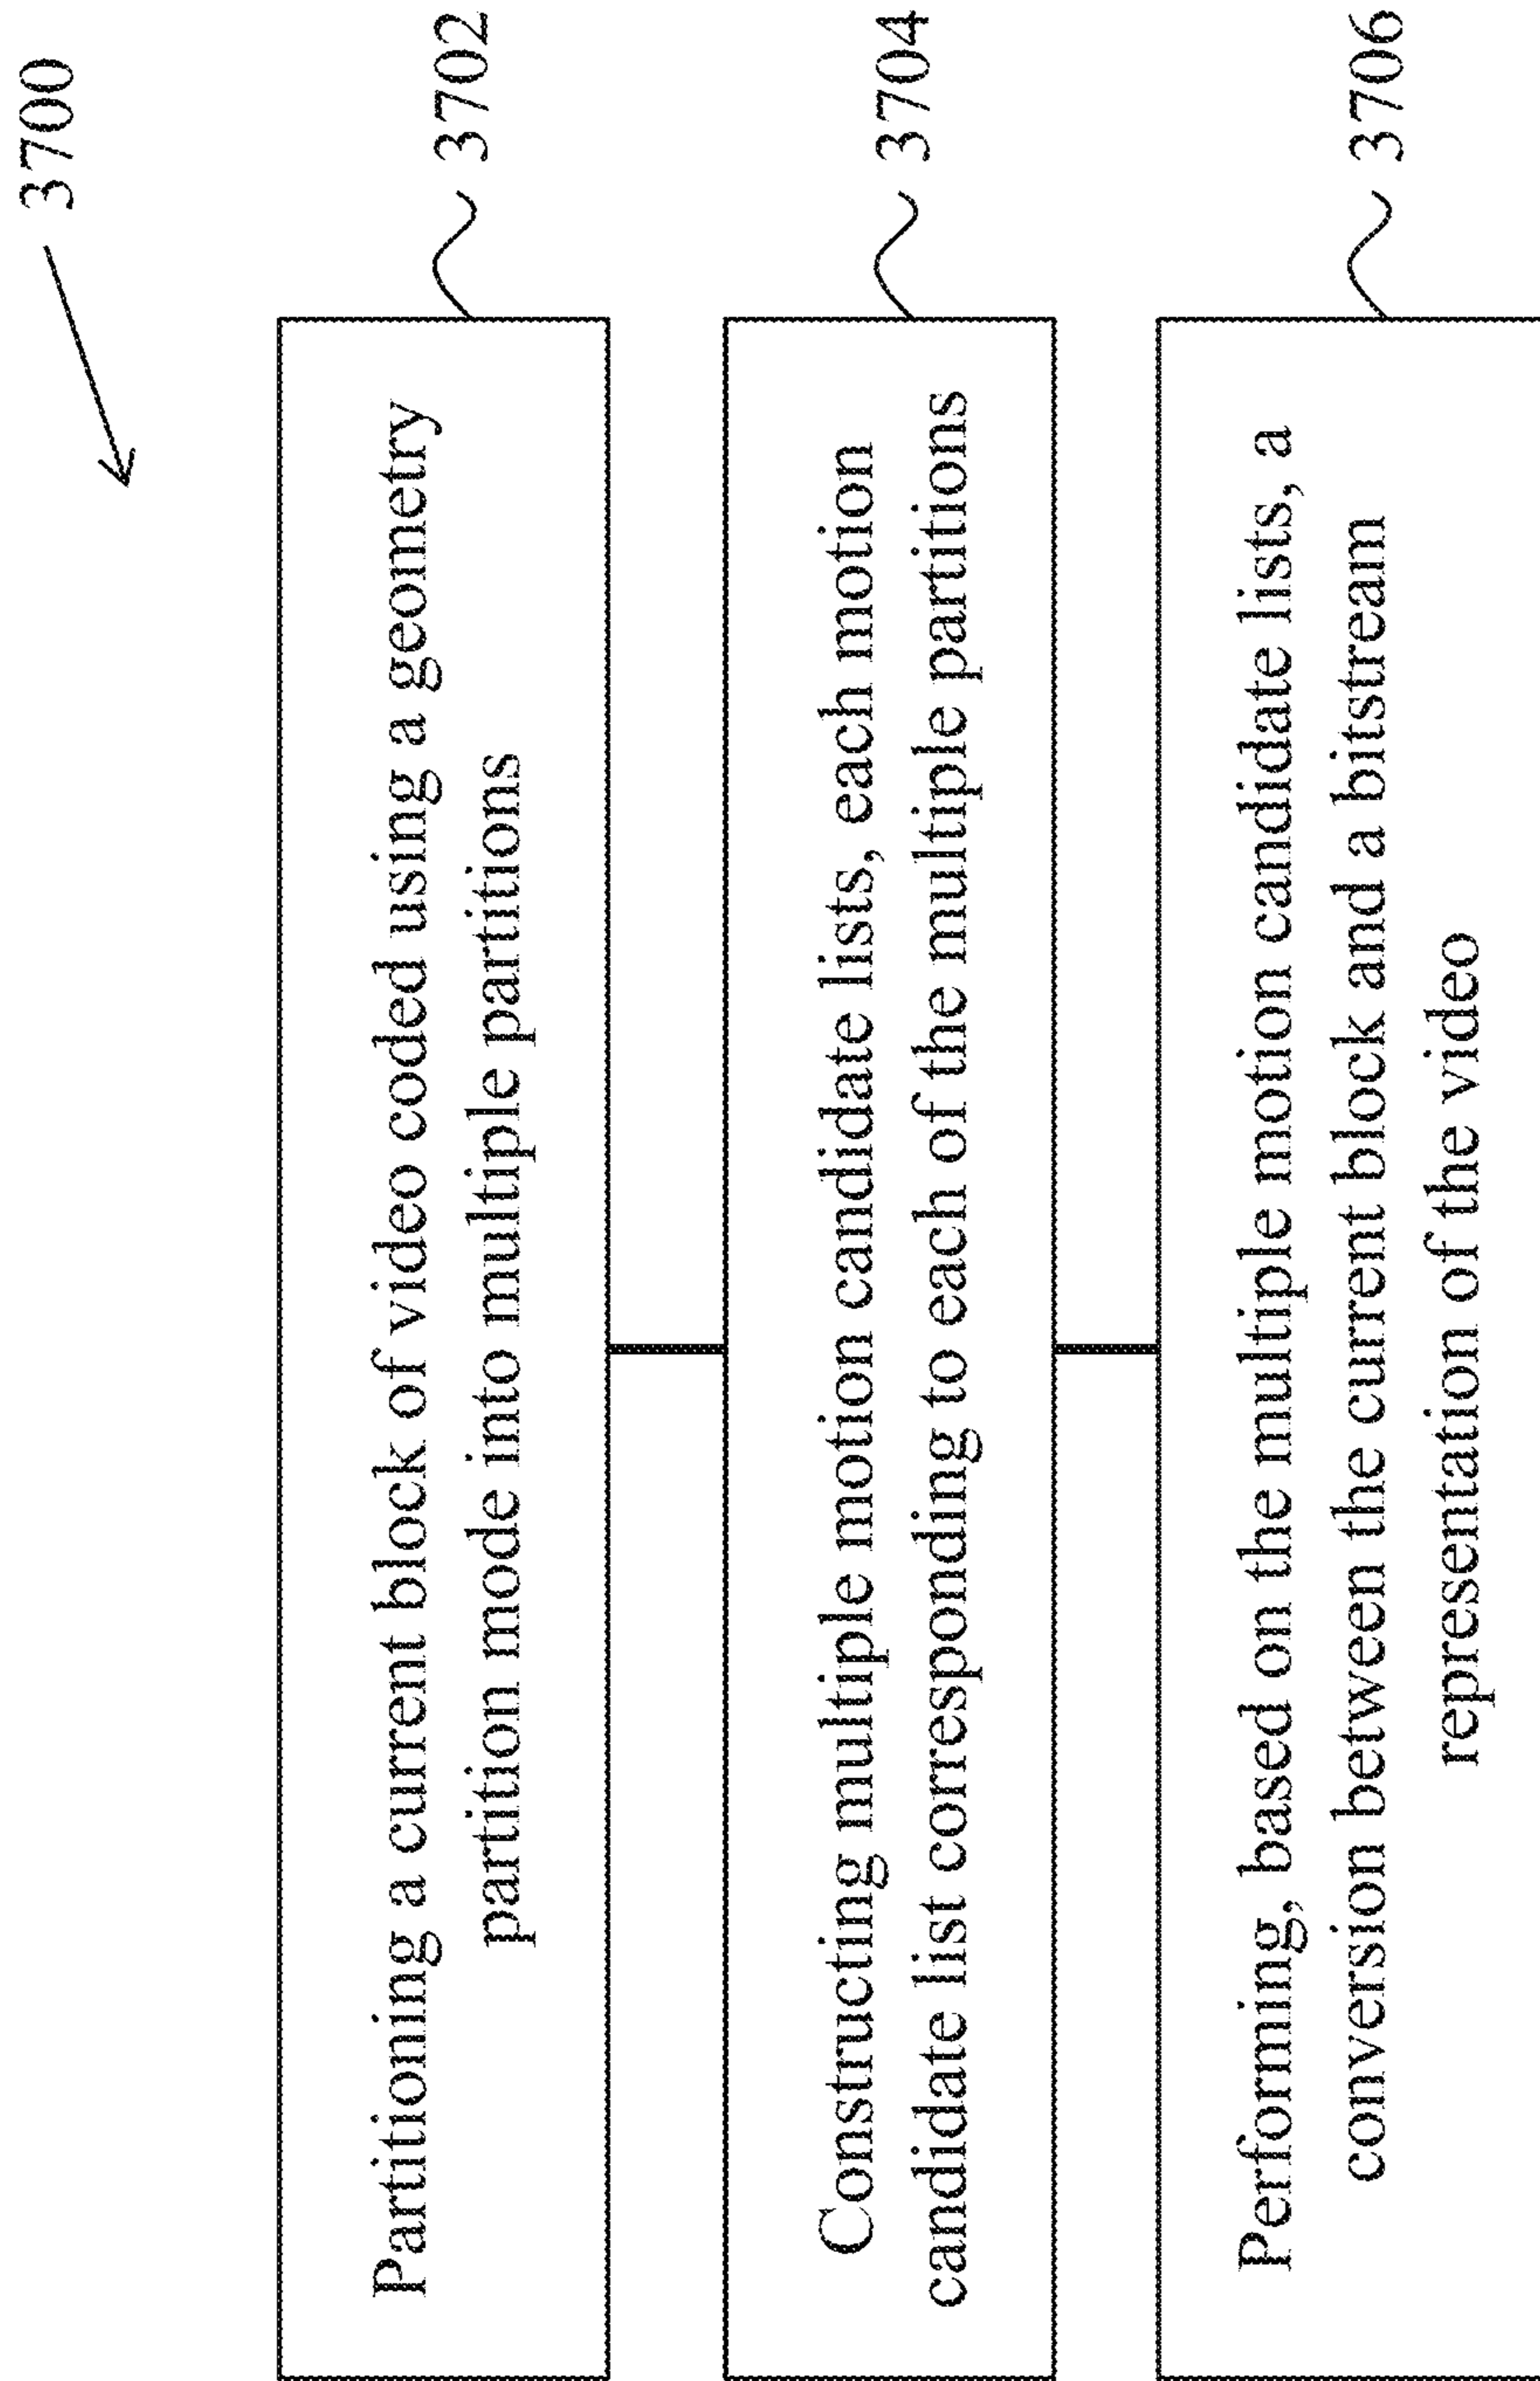 3700
Partitioning a current block of video coded using a geometry
partition mode into multiple partitions
3702
Constructing multiple motion candidate lists, each motion
candidate list corresponding to each of the multiple partitions
3704
Performing, based on the multiple motion candidate lists, a
conversion between the current block and a bitstream
representation of the video
3706